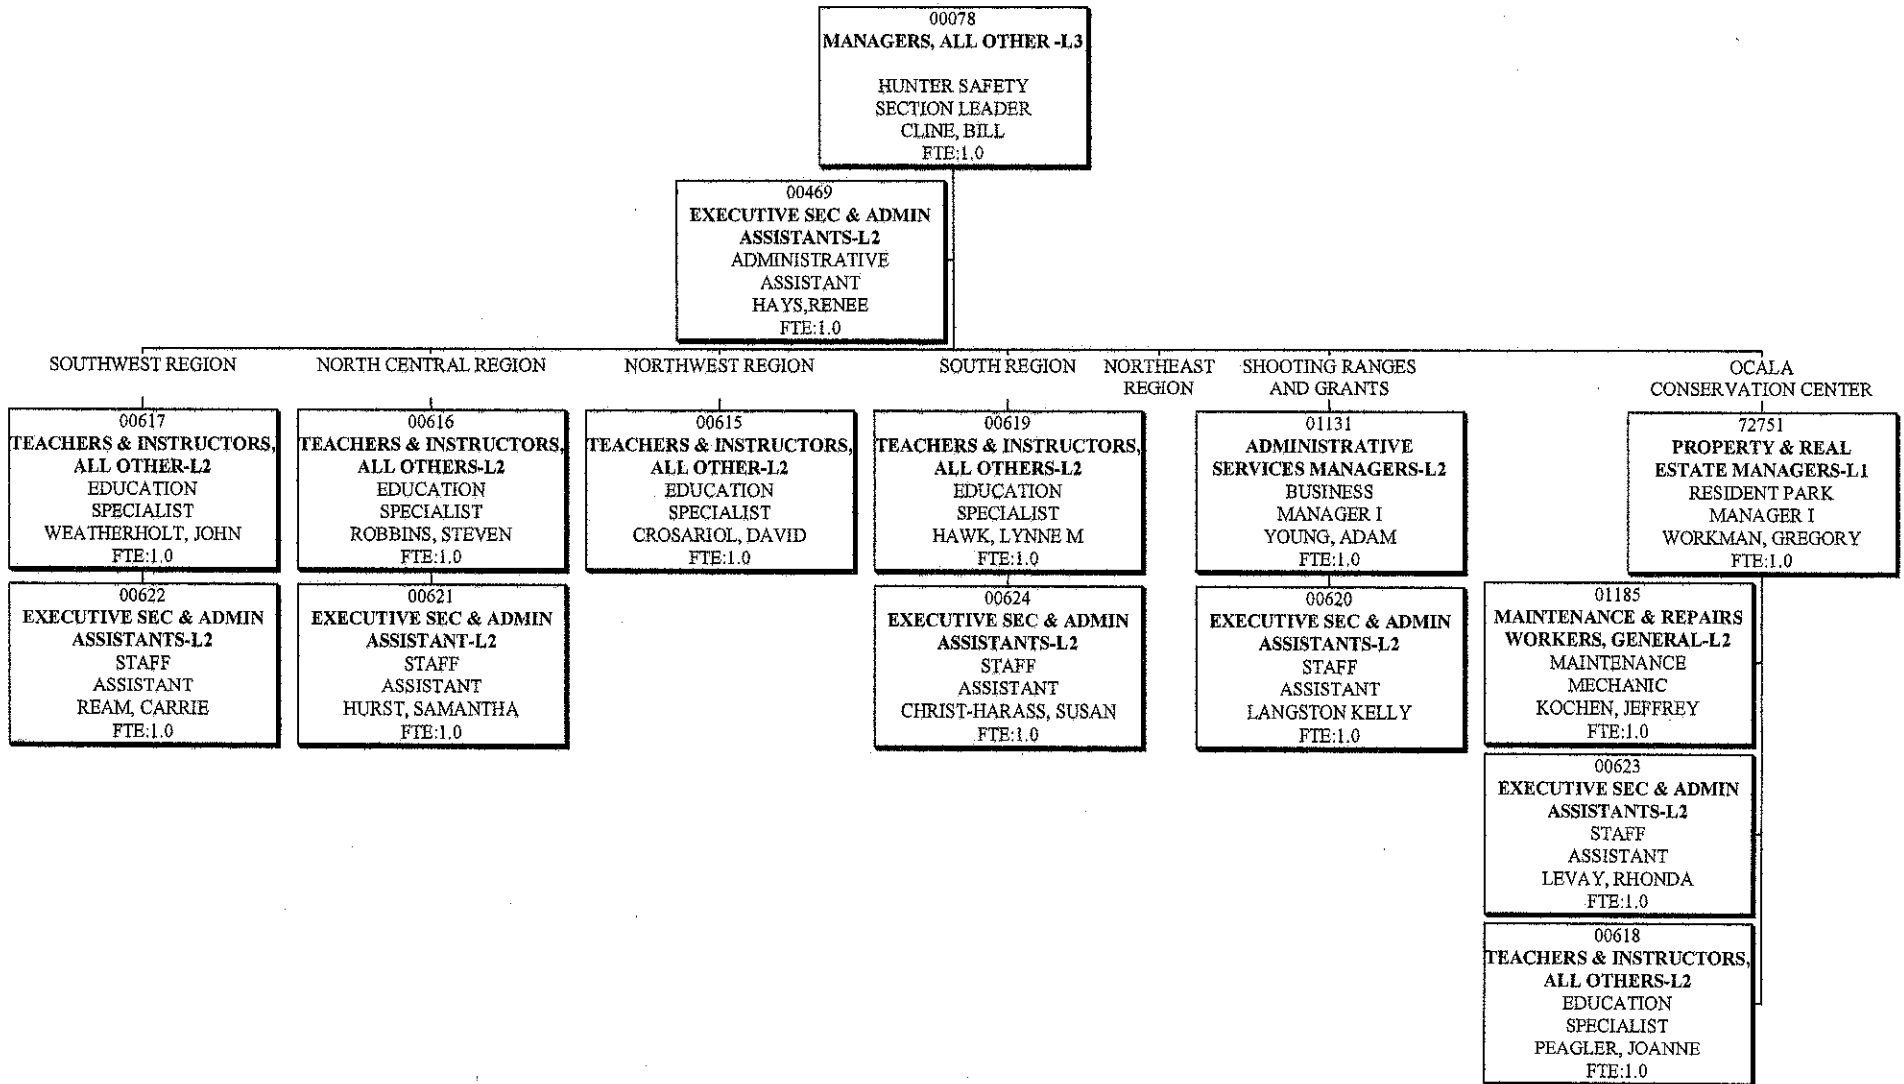 00078
MANAGERS, ALL OTHER -L3
HUNTER SAFETY
SECTION LEADER
CLINE, BILL
FTE:1.0
00469
EXECUTIVE SEC & ADMIN
ASSISTANTS-L2
ADMINISTRATIVE
ASSISTANT
HAYS,RENEE
FTE:1.0
SOUTHWEST REGION
00617
TEACHERS & INSTRUCTORS,
ALL OTHER-L2
EDUCATION
SPECIALIST
WEATHERHOLT, JOHN
FTE:1.0
00622
EXECUTIVE SEC & ADMIN
ASSISTANTS-L2
STAFF
ASSISTANT
REAM, CARRIE
FTE:1.0
NORTH CENTRAL REGION
00616
TEACHERS & INSTRUCTORS,
ALL OTHERS-L2
EDUCATION
SPECIALIST
ROBBINS, STEVEN
FTE:1.0
00621
EXECUTIVE SEC & ADMIN
ASSISTANT-L2
STAFF
ASSISTANT
HURST, SAMANTHA
FTE:1.0
NORTHWEST REGION
00615
TEACHERS & INSTRUCTORS,
ALL OTHER-L2
EDUCATION
SPECIALIST
CROSARIOL, DAVID
FTE:1.0
SOUTH REGION
00619
TEACHERS & INSTRUCTORS,
ALL OTHERS-L2
EDUCATION
SPECIALIST
HAWK, LYNNE M
FTE:1.0
00624
EXECUTIVE SEC & ADMIN
ASSISTANTS-L2
STAFF
ASSISTANT
CHRIST-HARASS, SUSAN
FTE:1.0
NORTHEAST
REGION
SHOOTING RANGES
AND GRANTS
01131
ADMINISTRATIVE
SERVICES MANAGERS-L2
BUSINESS
MANAGER I
YOUNG, ADAM
FTE:1.0
00620
EXECUTIVE SEC & ADMIN
ASSISTANTS-L2
STAFF
ASSISTANT
LANGSTON KELLY
FTE:1.0
OCALA
CONSERVATION CENTER
72751
PROPERTY & REAL
ESTATE MANAGERS-L1
RESIDENT PARK
MANAGER I
WORKMAN, GREGORY
FTE:1.0
01185
MAINTENANCE & REPAIRS
WORKERS, GENERAL-L2
MAINTENANCE
MECHANIC
KOCHEN, JEFFREY
FTE:1.0
00623
EXECUTIVE SEC & ADMIN
ASSISTANTS-L2
STAFF
ASSISTANT
LEVAY, RHONDA
FTE:1.0
00618
TEACHERS & INSTRUCTORS,
ALL OTHERS-L2
EDUCATION
SPECIALIST
PEAGLER, JOANNE
FTE:1.0